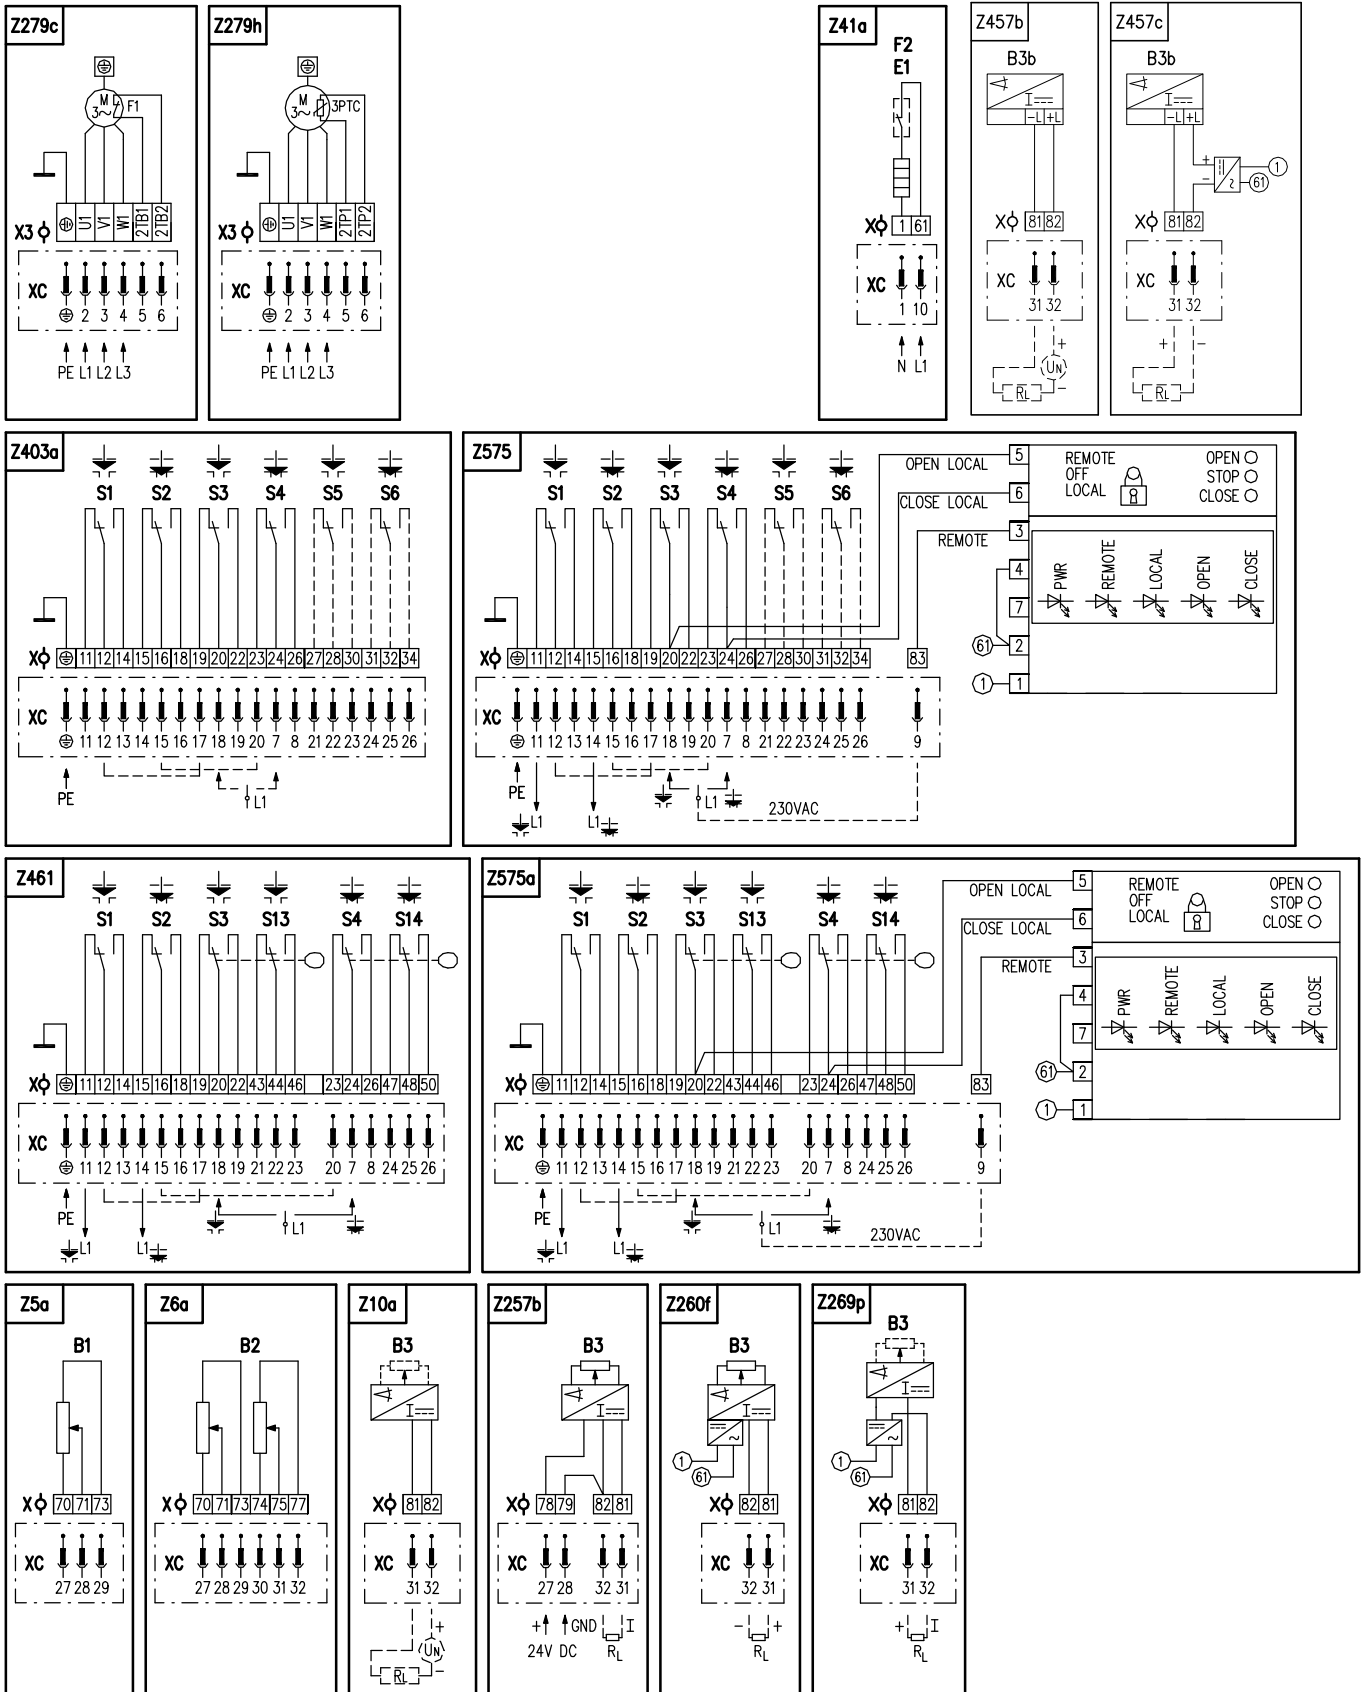 Z279c
M
3~
F1
U1 V1 W1 2TB1 2TB2
X3
XC
2 3 4 5 6
PE L1 L2 L3
Z279h
M
3~
3PTC
U1 V1 W1 2TP1 2TP2
X3
XC
2 3 4 5 6
PE L1 L2 L3
Z41a
F2
E1
X 1 61
XC
1 10
N L1
Z457b
B3b
I
-L +L
X 81 82
XC
31 32
+
UN
-
RL
Z457c
B3b
I
-L +L
+
-
1
61
X 81 82
XC
31 32
+ -
RL
Z403a
S1 S2 S3 S4 S5 S6
X 11 12 14 15 16 18 19 20 22 23 24 26 27 28 30 31 32 34
XC
11 12 13 14 15 16 17 18 19 20 7 8 21 22 23 24 25 26
PE
L1
Z575
S1 S2 S3 S4 S5 S6
OPEN LOCAL
CLOSE LOCAL
REMOTE
5
6
3
4
7
2
1
61
1
REMOTE
OFF
LOCAL
OPEN
STOP
CLOSE
PWR REMOTE LOCAL OPEN CLOSE
X 11 12 14 15 16 18 19 20 22 23 24 26 27 28 30 31 32 34 83
XC
11 12 13 14 15 16 17 18 19 20 7 8 21 22 23 24 25 26 9
PE
L1 L1 L1
230VAC
Z461
S1 S2 S3 S13 S4 S14
X 11 12 14 15 16 18 19 20 22 43 44 46 23 24 26 47 48 50
XC
11 12 13 14 15 16 17 18 19 21 22 23 20 7 8 24 25 26
PE
L1 L1 L1
Z575a
S1 S2 S3 S13 S4 S14
OPEN LOCAL
CLOSE LOCAL
REMOTE
5
6
3
4
7
2
1
61
1
REMOTE
OFF
LOCAL
OPEN
STOP
CLOSE
PWR REMOTE LOCAL OPEN CLOSE
X 11 12 14 15 16 18 19 20 22 43 44 46 23 24 26 47 48 50 83
XC
11 12 13 14 15 16 17 18 19 21 22 23 20 7 8 24 25 26 9
PE
L1 L1 L1
230VAC
Z5a
B1
X 70 71 73
XC
27 28 29
Z6a
B2
X 70 71 73 74 75 77
XC
27 28 29 30 31 32
Z10a
B3
I
X 81 82
XC
31 32
+
UN
-
RL
Z257b
B3
I
X 78 79 82 81
XC
27 28 32 31
+ GND I
24V DC RL
Z260f
B3
I
~
1
61
X 82 81
XC
32 31
- +
RL
Z269p
B3
I
~
1
61
X 81 82
XC
31 32
+ I
RL